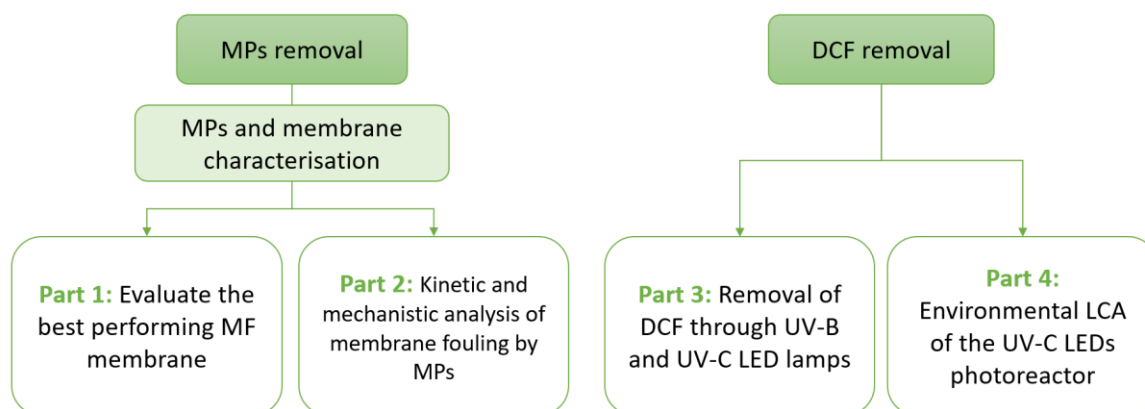 MPs removal
DCF removal
MPs and membrane
characterisation
Part 1: Evaluate the
best performing MF
membrane
Part 2: Kinetic and
mechanistic analysis of
membrane fouling by
MPs
Part 3: Removal of
DCF through UV-B
and UV-C LED lamps
Part 4:
Environmental LCA
of the UV-C LEDs
photoreactor